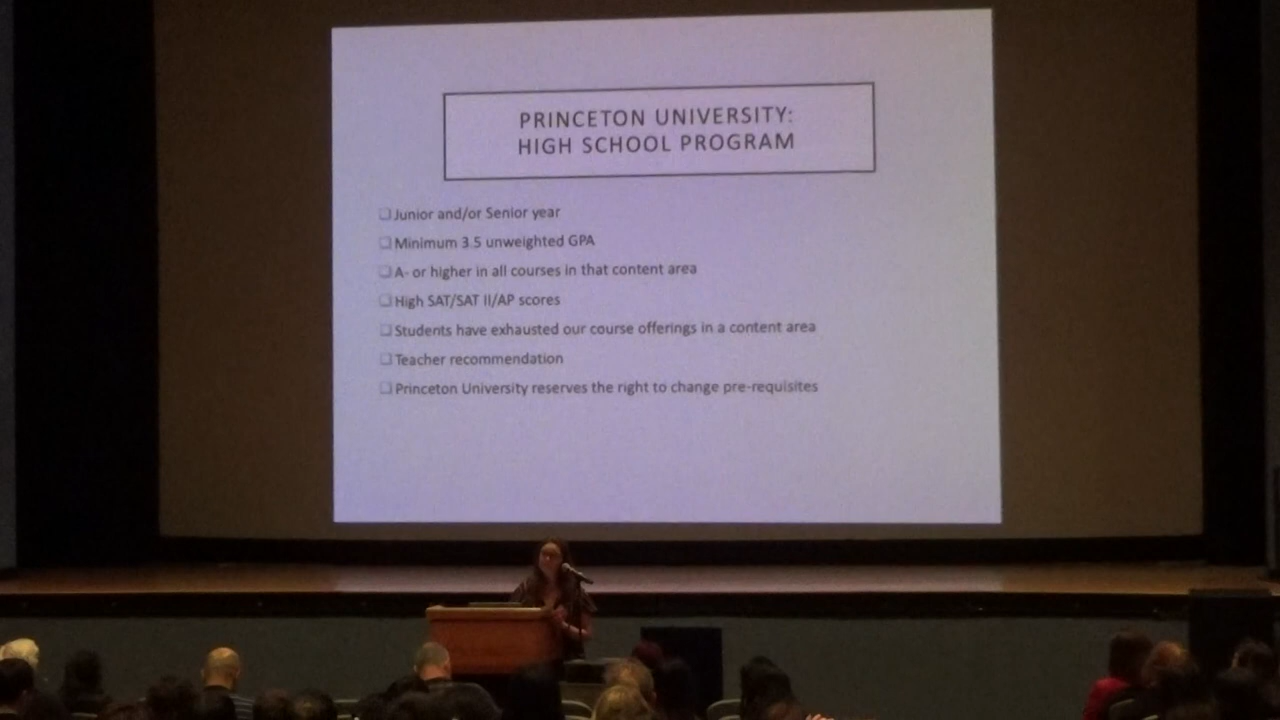 PRINCETON UNIVERSITY:
HIGH SCHOOL PROGRAM
Junior and/or Senior year
Minimum 3.5 unweighted GPA
A- or higher in all courses in that content area
High SAT/SAT II/AP scores
Students have exhausted our course offerings in a content area
Teacher recommendation
Princeton University reserves the right to change pre-requisites